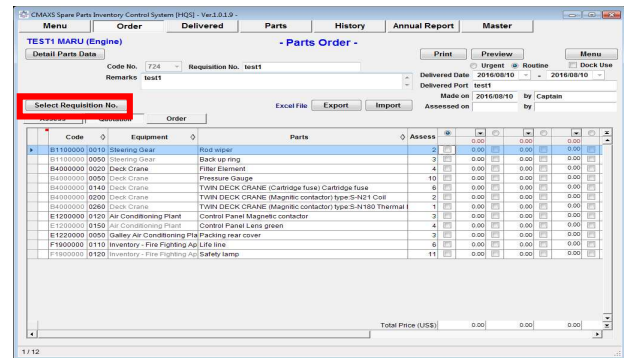 CMAXS Spare Parts Inventory Control System [HQS] - Ver.1.0.1.9 -
Menu Order Delivered Parts History Annual Report Master
TEST1 MARU (Engine) - Parts Order -
Detail Parts Data Print Preview Menu
Code No. 724 - Requisition No. test1 Urgent Routine Dock Use
Remarks test1 Delivered Date 2016/08/10 - 2016/08/10
Delivered Port test1
Made on 2016/08/10 by Captain
Select Requisition No. Excel File Export Import Assessed on by
Assess Quotation Order
Code Equipment Parts Assess
0.00 0.00 0.00
B1100000 0010 Steering Gear Rod wiper 2 0.00 0.00 0.00
B1100000 0050 Steering Gear Back up ring 3 0.00 0.00 0.00
B4000000 0020 Deck Crane Filter Element 4 0.00 0.00 0.00
B4000000 0050 Deck Crane Pressure Gauge 10 0.00 0.00 0.00
B4000000 0140 Deck Crane TWIN DECK CRANE (Cartridge fuse) Cartridge fuse 6 0.00 0.00 0.00
B4000000 0200 Deck Crane TWIN DECK CRANE (Magnitic contactor) type:S-N21 Coil 2 0.00 0.00 0.00
B4000000 0260 Deck Crane TWIN DECK CRANE (Magnitic contactor) type:S-N180 Thermal 1 0.00 0.00 0.00
E1200000 0120 Air Conditioning Plant Control Panel Magnetic contactor 3 0.00 0.00 0.00
E1200000 0150 Air Conditioning Plant Control Panel Lens green 4 0.00 0.00 0.00
E1220000 0050 Galley Air Conditioning Pla Packing rear cover 3 0.00 0.00 0.00
F1900000 0110 Inventory - Fire Fighting Ap Life line 6 0.00 0.00 0.00
F1900000 0120 Inventory - Fire Fighting Ap Safety lamp 11 0.00 0.00 0.00
Total Price (US$) 0.00 0.00 0.00
1 / 12